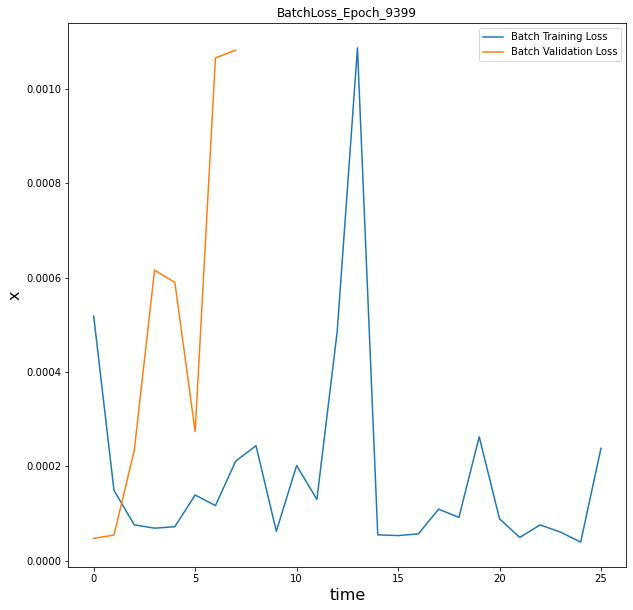 BatchLoss_Epoch_9399
Batch Training Loss
Batch Validation Loss
0.0010
0.0008
0.0006
0.0004
0.0002
0.0000
x
0 5 10 15 20 25
time